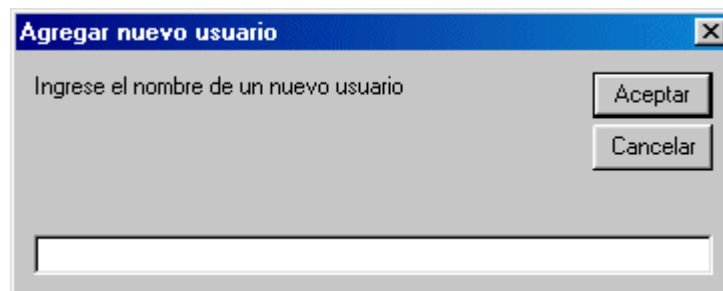 Agregar nuevo usuario
Ingrese el nombre de un nuevo usuario
Aceptar
Cancelar